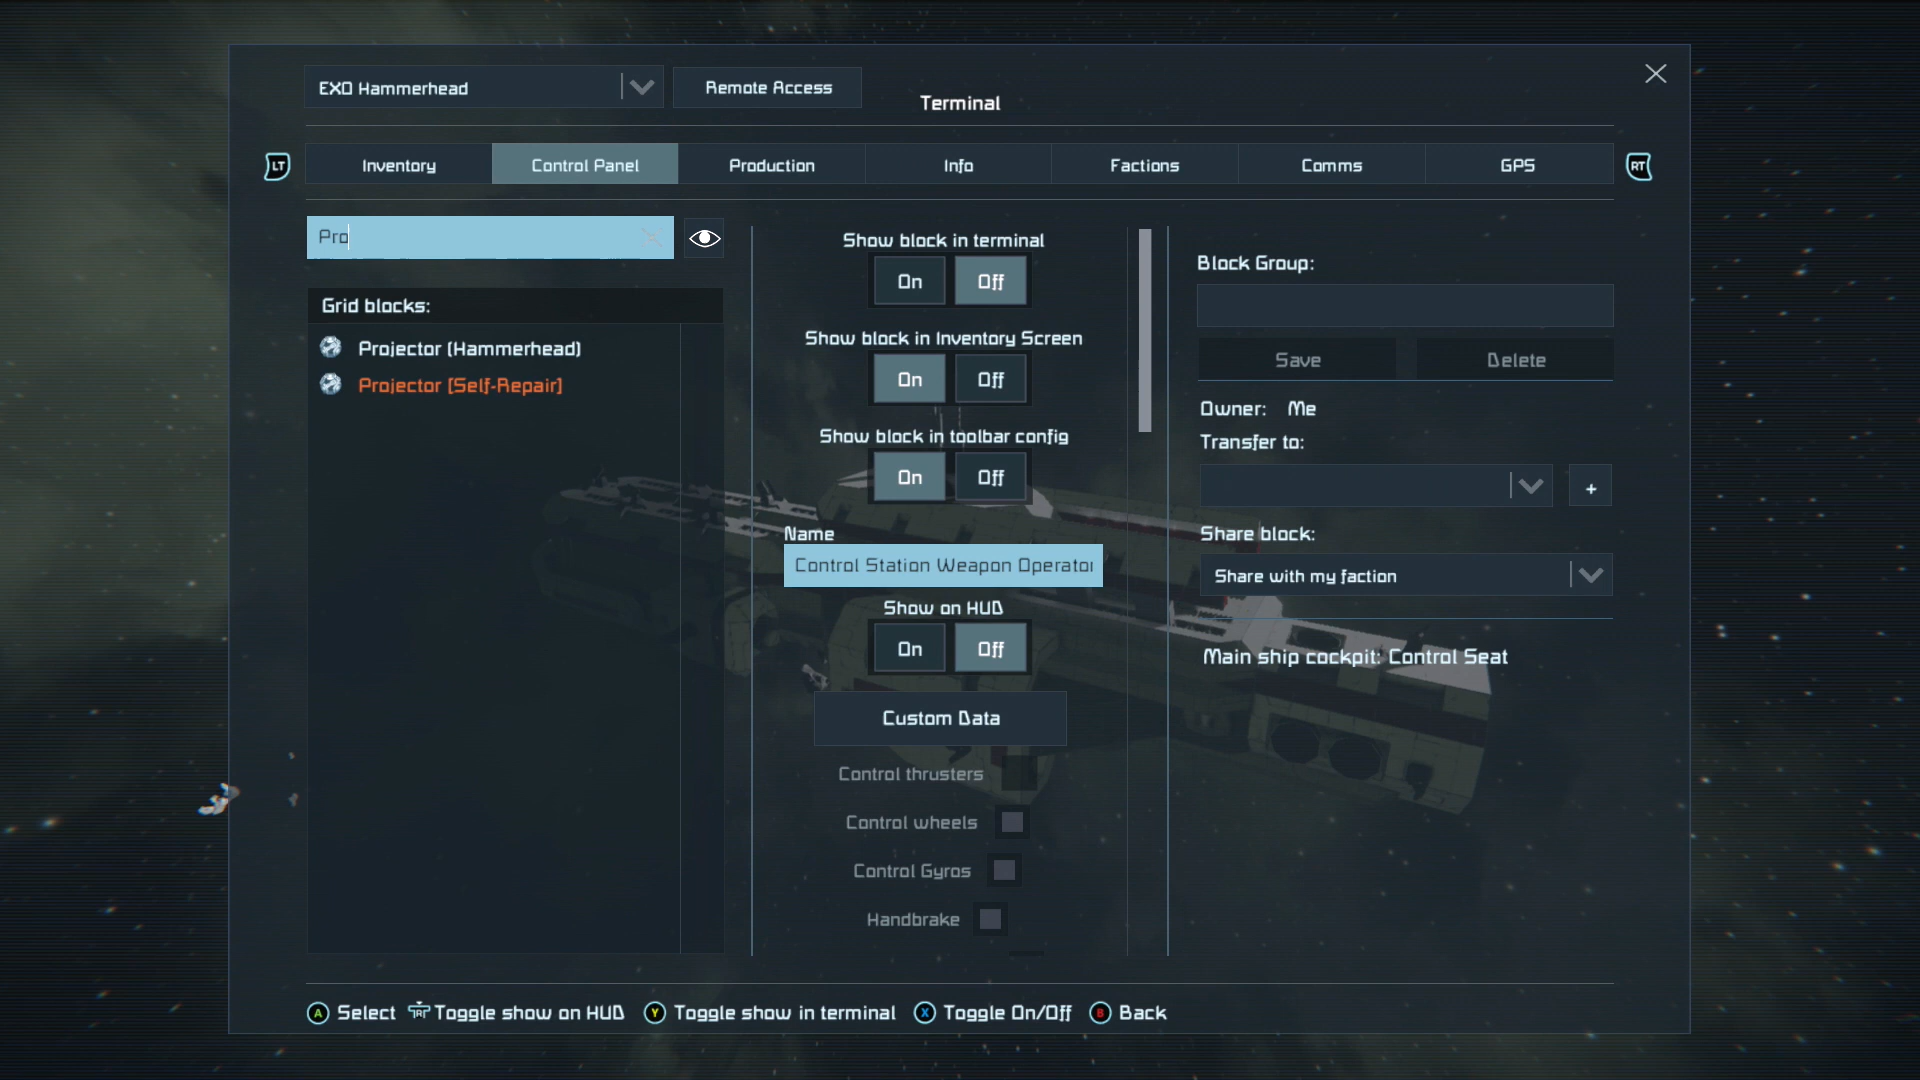 EXO Hammerhead
Remote Access
Terminal
LT
Inventory
Control Panel
Production
Info
Factions
Comms
GPS
RT
Pro
Grid blocks:
Projector (Hammerhead)
Projector [Self-Repair]
Show block in terminal
On Off
Show block in Inventory Screen
On Off
Show block in toolbar config
On Off
Name
Control Station Weapon Operator
Show on HUD
On Off
Custom Data
Control thrusters
Control wheels
Control Gyros
Handbrake
Block Group:
Save
Delete
Owner: Me
Transfer to:
+
Share block:
Share with my faction
Main ship cockpit: Control Seat
A Select Toggle show on HUD Y Toggle show in terminal X Toggle On/Off B Back